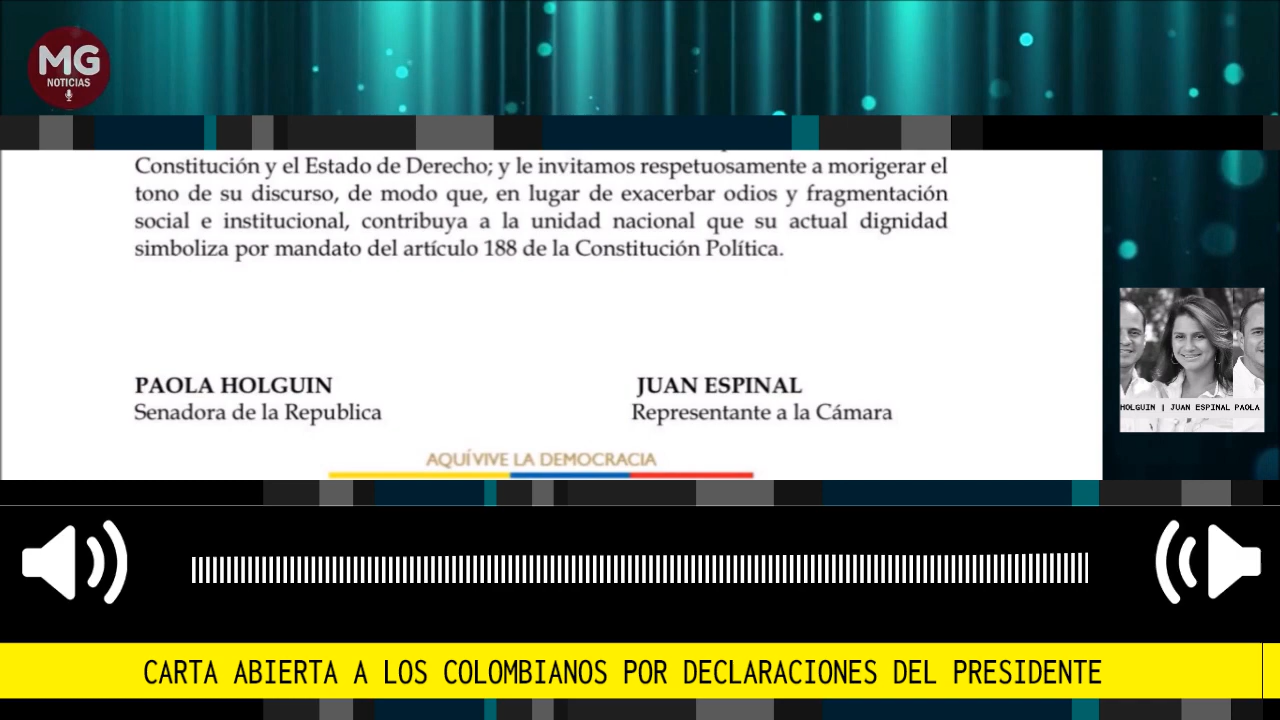 MG
NOTICIAS
Constitución y el Estado de Derecho; y le invitamos respetuosamente a morigerar el
tono de su discurso, de modo que, en lugar de exacerbar odios y fragmentación
social e institucional, contribuya a la unidad nacional que su actual dignidad
simboliza por mandato del artículo 188 de la Constitución Política.
PAOLA HOLGUIN
JUAN ESPINAL
Senadora de la Republica
Representante a la Cámara
AQUÍ VIVE LA DEMOCRACIA
HOLGUIN | JUAN ESPINAL PAOLA
CARTA ABIERTA A LOS COLOMBIANOS POR DECLARACIONES DEL PRESIDENTE